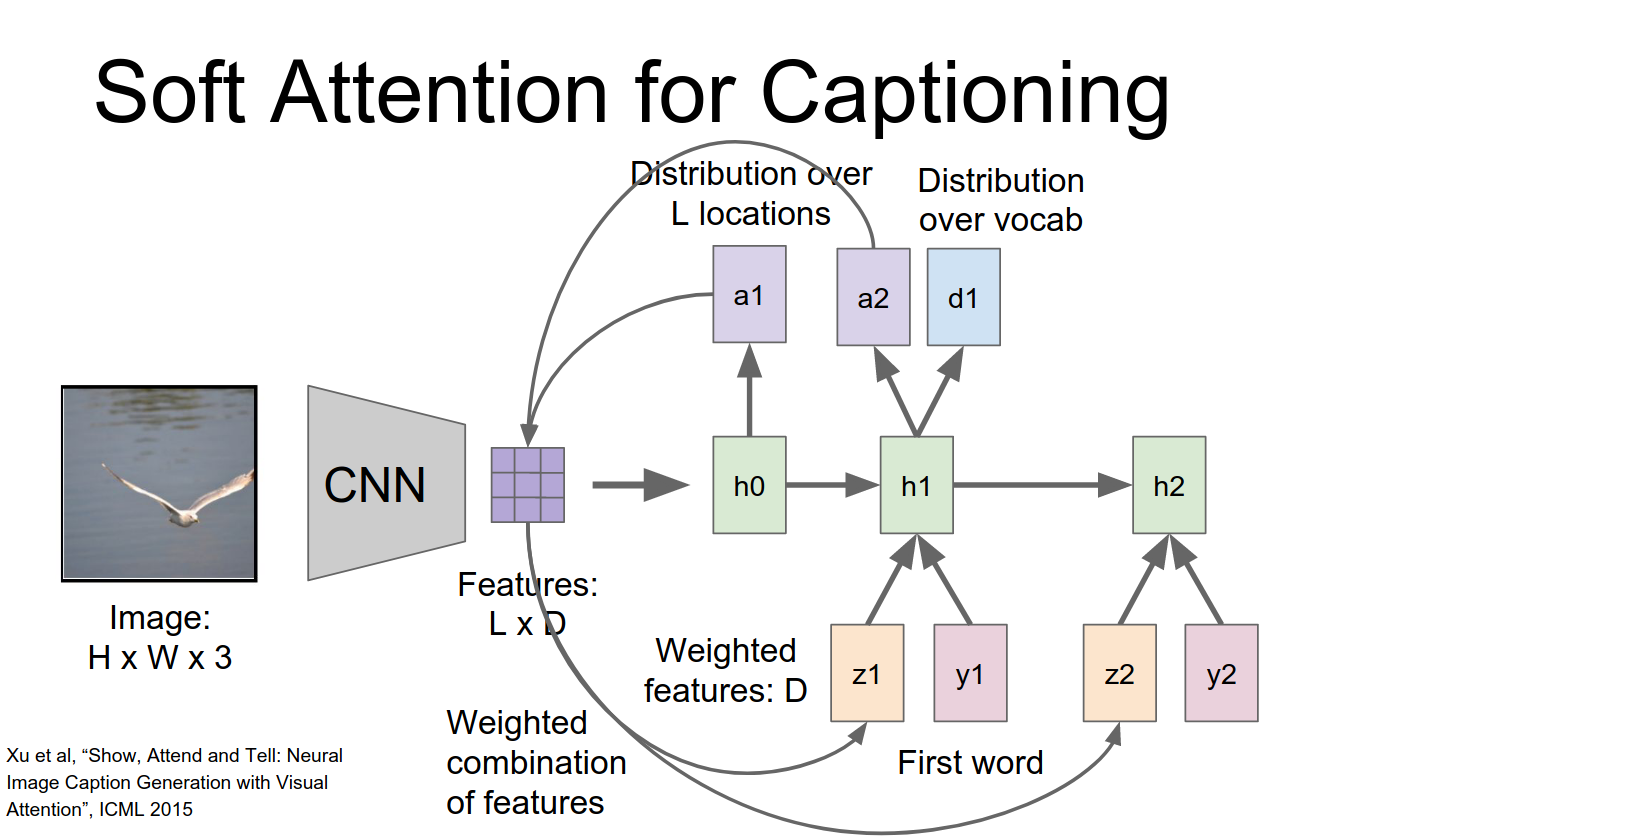 Soft Attention for Captioning
Distribution over
L locations
Distribution
over vocab
a1
a2
d1
CNN
h0
h1
h2
Features:
L x D
Image:
H x W x 3
Weighted
features: D
z1
y1
z2
y2
Weighted
combination
of features
First word
Xu et al, “Show, Attend and Tell: Neural
Image Caption Generation with Visual
Attention”, ICML 2015